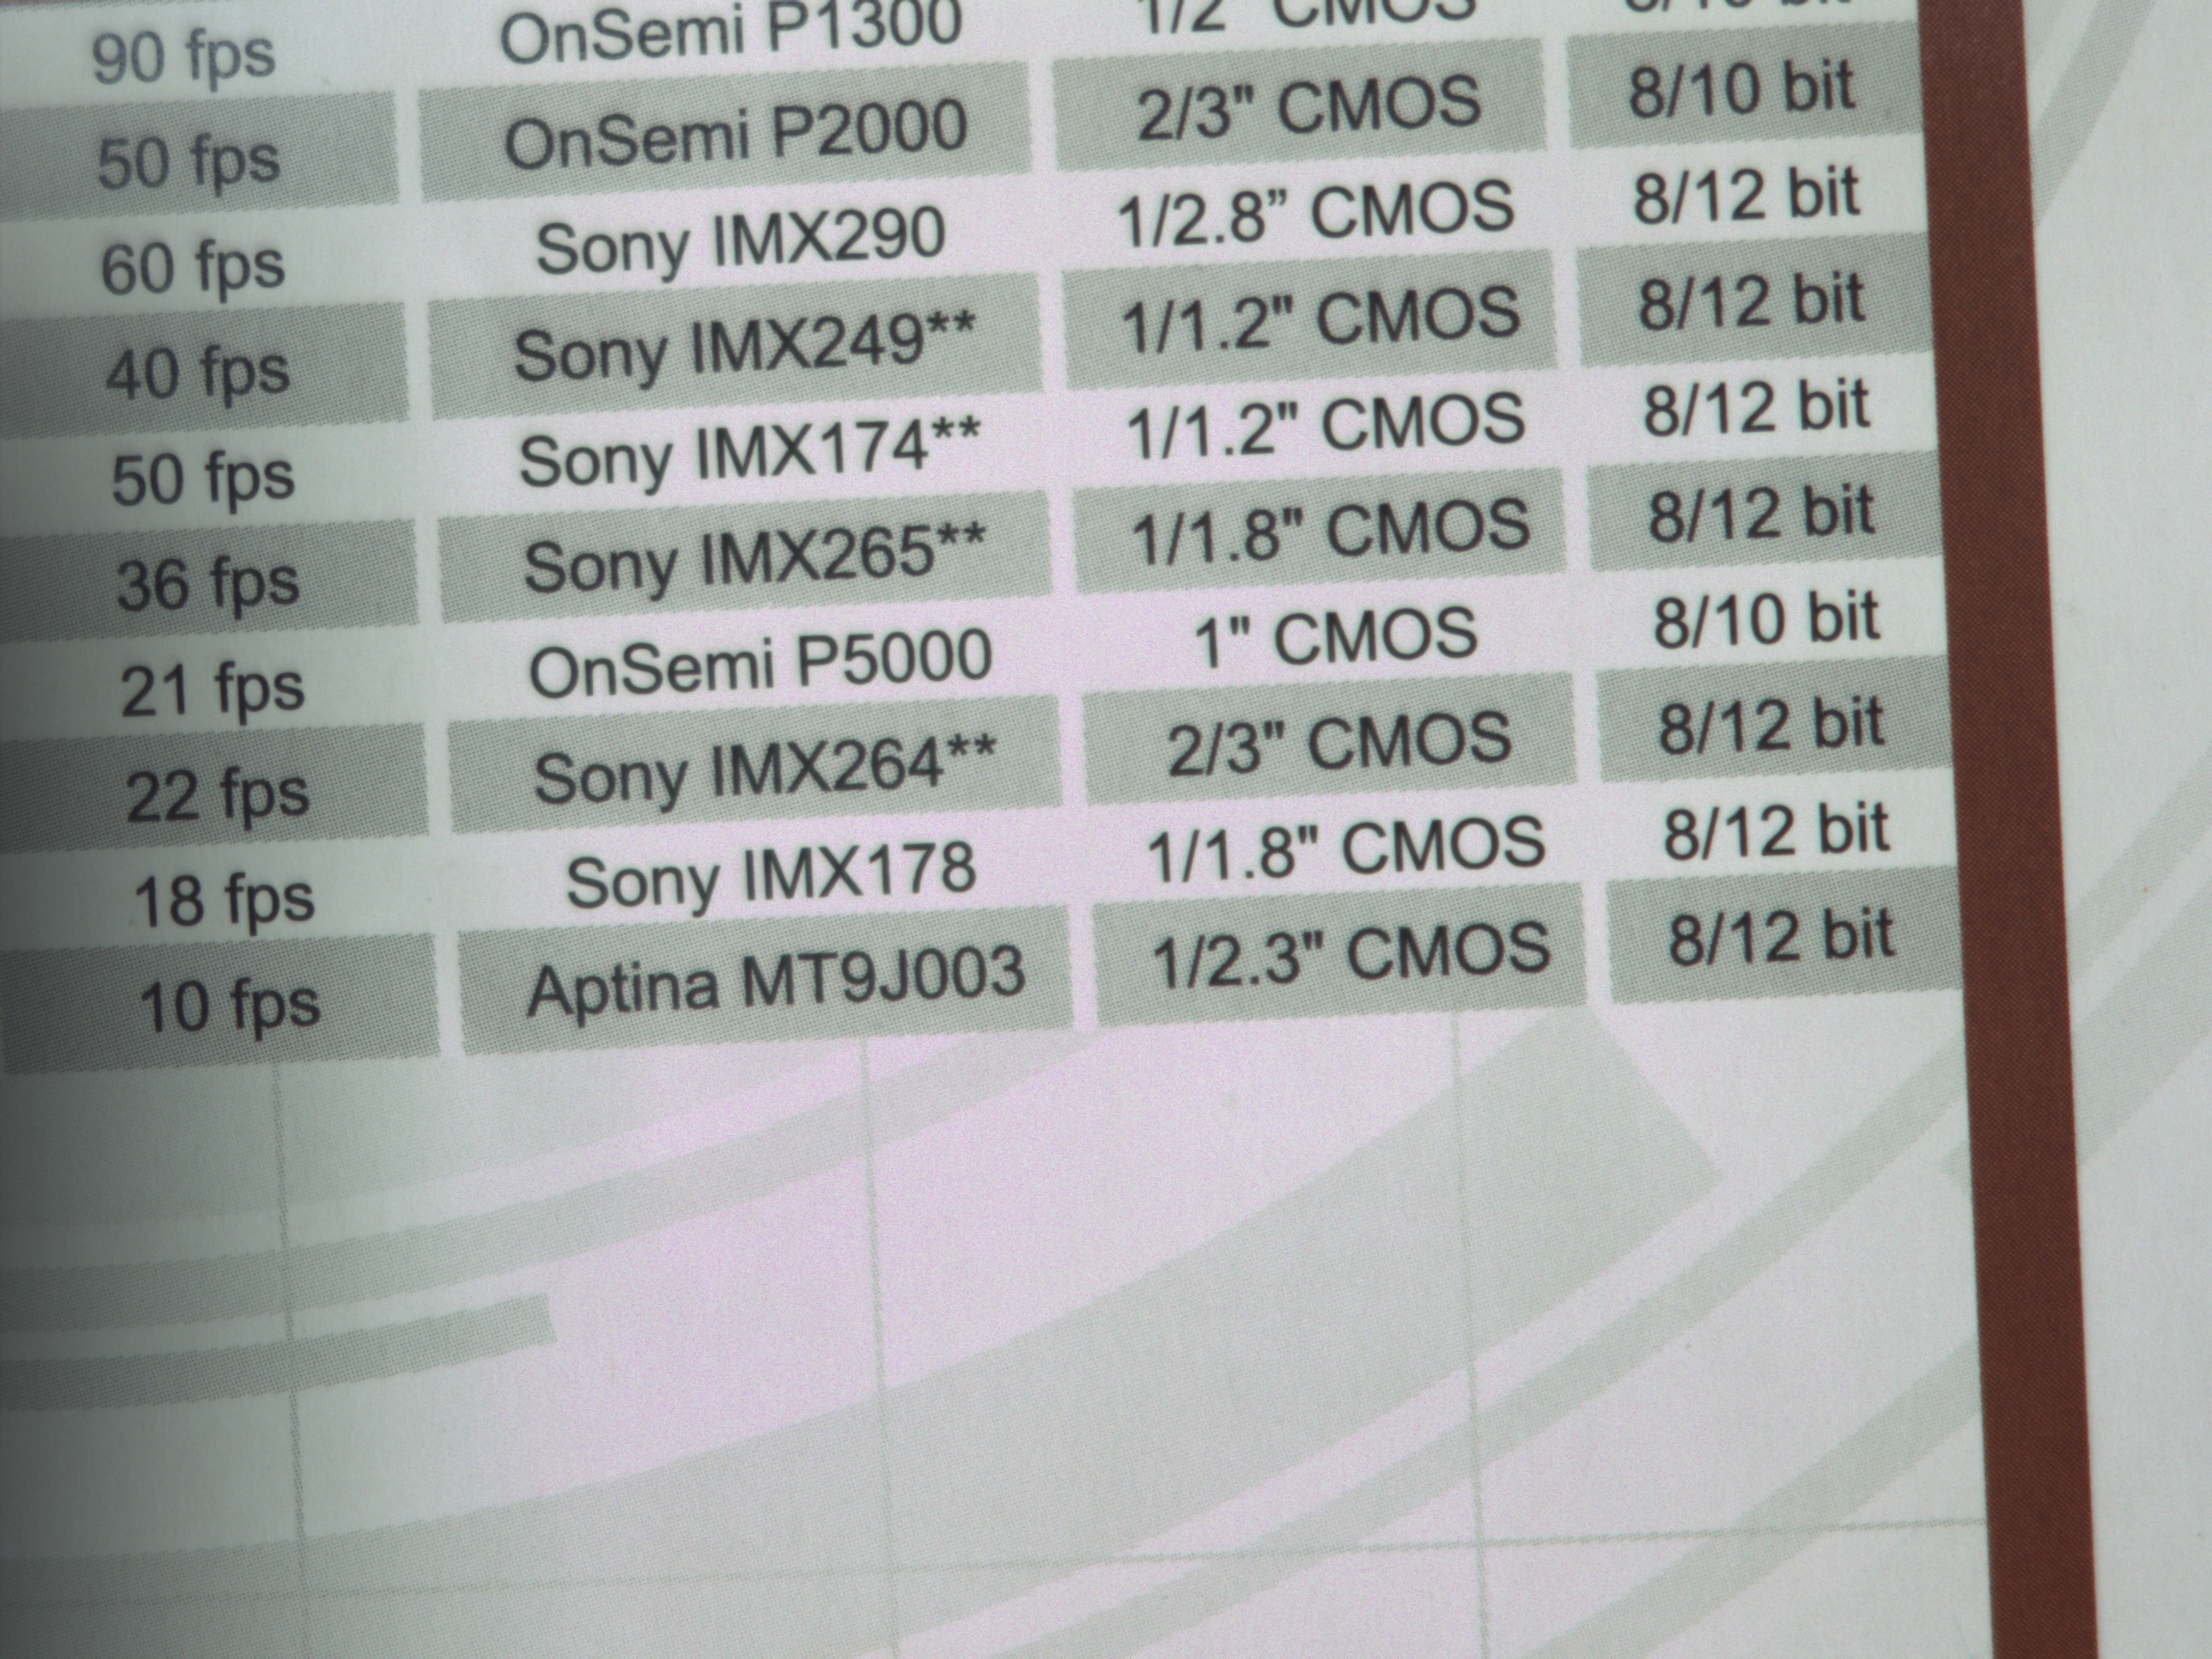 90 fps OnSemi P1300 1/2" CMOS 8/10 bit
50 fps OnSemi P2000 2/3" CMOS 8/10 bit
60 fps Sony IMX290 1/2.8” CMOS 8/12 bit
40 fps Sony IMX249** 1/1.2" CMOS 8/12 bit
50 fps Sony IMX174** 1/1.2" CMOS 8/12 bit
36 fps Sony IMX265** 1/1.8" CMOS 8/12 bit
21 fps OnSemi P5000 1" CMOS 8/10 bit
22 fps Sony IMX264** 2/3" CMOS 8/12 bit
18 fps Sony IMX178 1/1.8" CMOS 8/12 bit
10 fps Aptina MT9J003 1/2.3" CMOS 8/12 bit